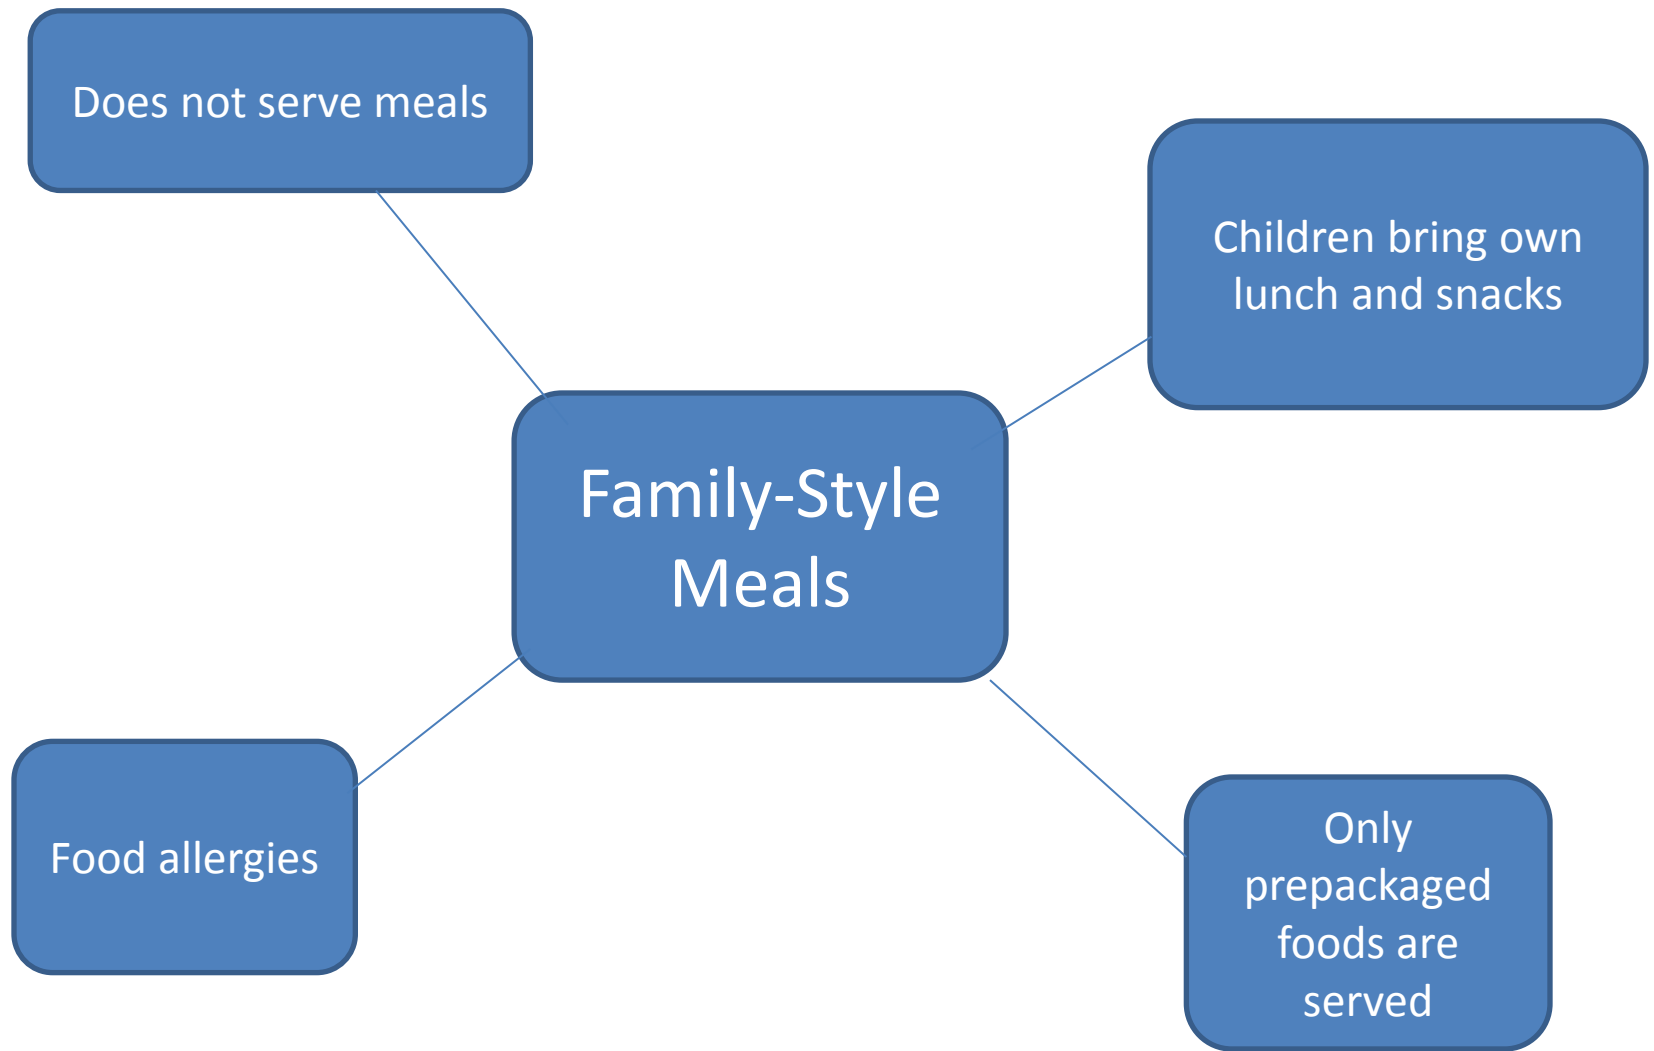 Does not serve meals
Children bring own
lunch and snacks
Family-Style
Meals
Food allergies
Only
prepackaged
foods are
served